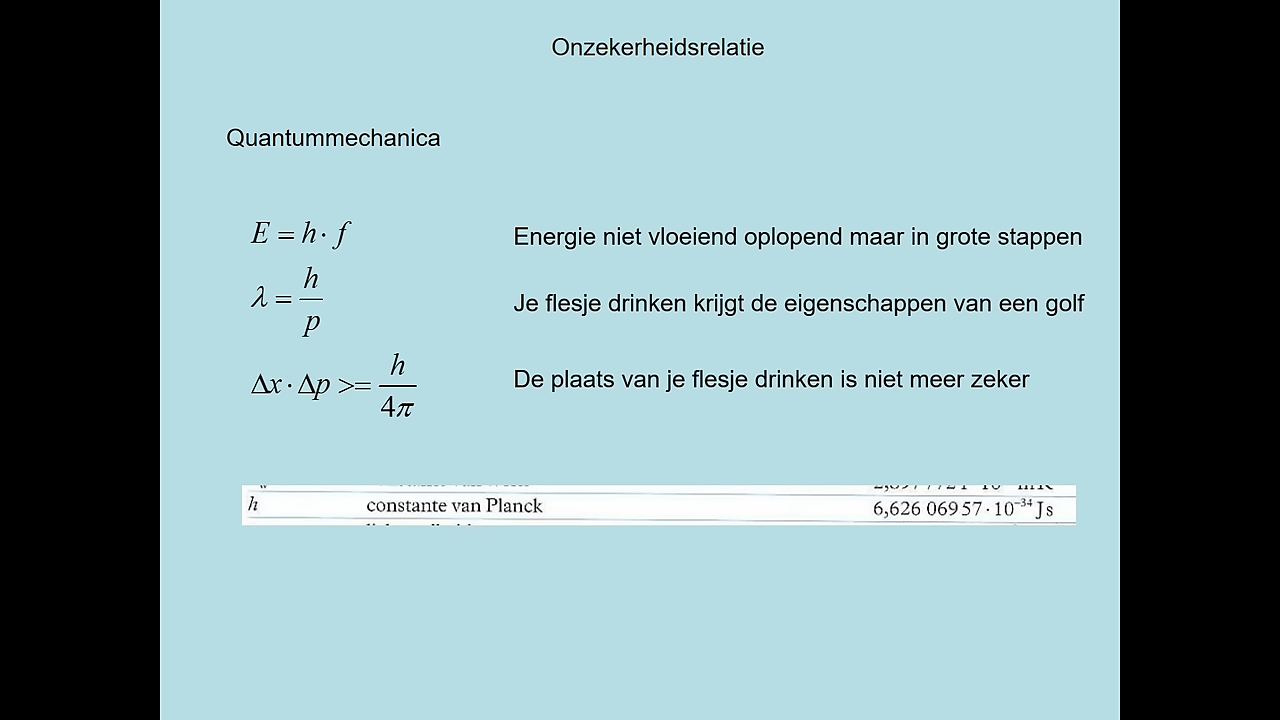 Onzekerheidsrelatie
Quantummechanica
E = h · f
Energie niet vloeiend oplopend maar in grote stappen
λ = h/p
Je flesje drinken krijgt de eigenschappen van een golf
Δx · Δp >= h/4π
De plaats van je flesje drinken is niet meer zeker
h constante van Planck 6,626 069 57 · 10⁻³⁴ Js